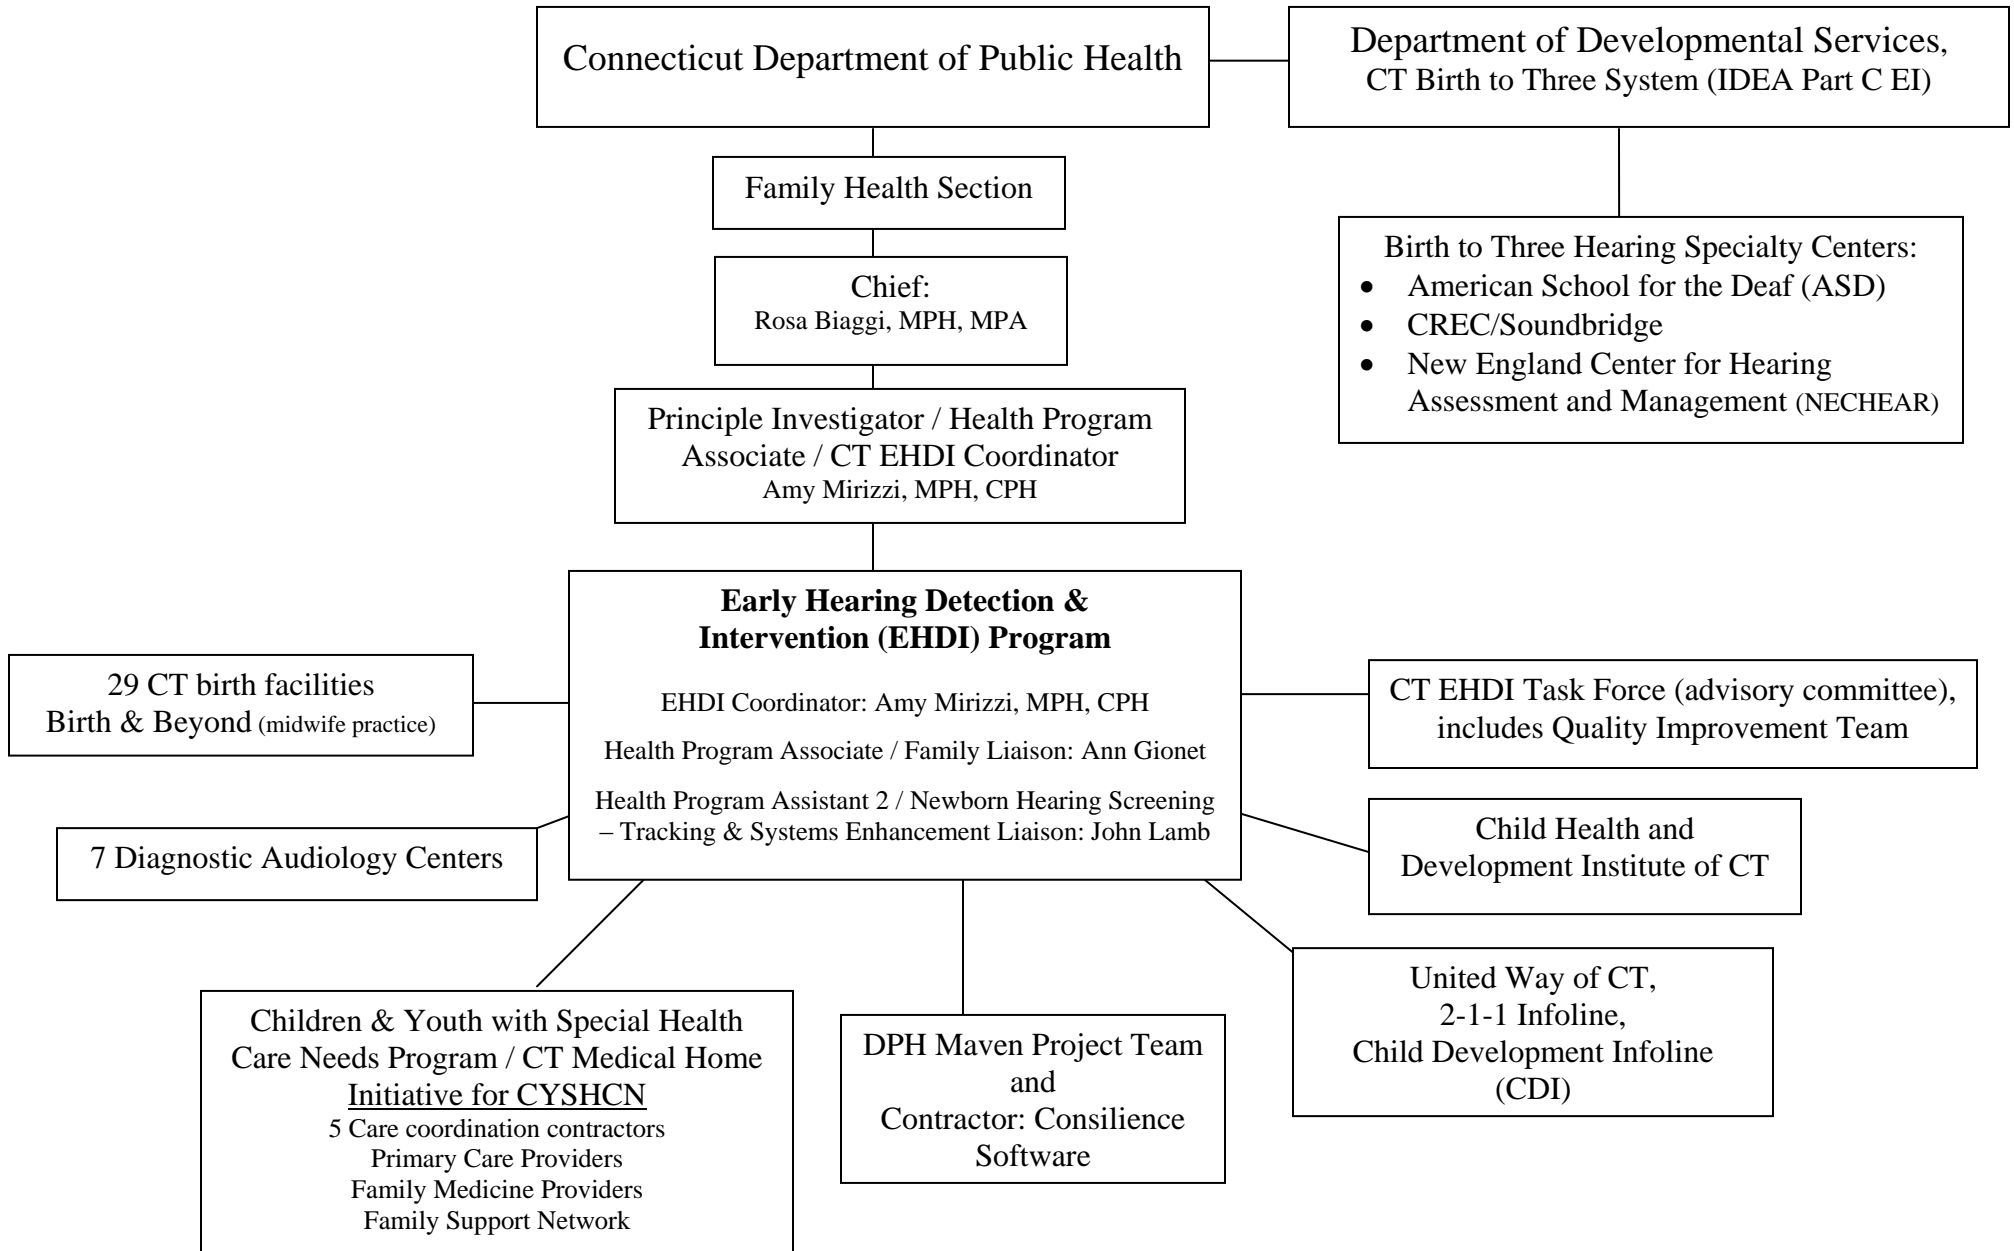 Connecticut Department of Public Health
Department of Developmental Services,
CT Birth to Three System (IDEA Part C EI)
Family Health Section
Birth to Three Hearing Specialty Centers:
• American School for the Deaf (ASD)
• CREC/Soundbridge
• New England Center for Hearing
Assessment and Management (NECHEAR)
Chief:
Rosa Biaggi, MPH, MPA
Principle Investigator / Health Program
Associate / CT EHDI Coordinator
Amy Mirizzi, MPH, CPH
Early Hearing Detection &
Intervention (EHDI) Program
EHDI Coordinator: Amy Mirizzi, MPH, CPH
Health Program Associate / Family Liaison: Ann Gionet
Health Program Assistant 2 / Newborn Hearing Screening
– Tracking & Systems Enhancement Liaison: John Lamb
29 CT birth facilities
Birth & Beyond (midwife practice)
CT EHDI Task Force (advisory committee),
includes Quality Improvement Team
7 Diagnostic Audiology Centers
Child Health and
Development Institute of CT
Children & Youth with Special Health
Care Needs Program / CT Medical Home
Initiative for CYSHCN
5 Care coordination contractors
Primary Care Providers
Family Medicine Providers
Family Support Network
DPH Maven Project Team
and
Contractor: Consilience
Software
United Way of CT,
2-1-1 Infoline,
Child Development Infoline
(CDI)